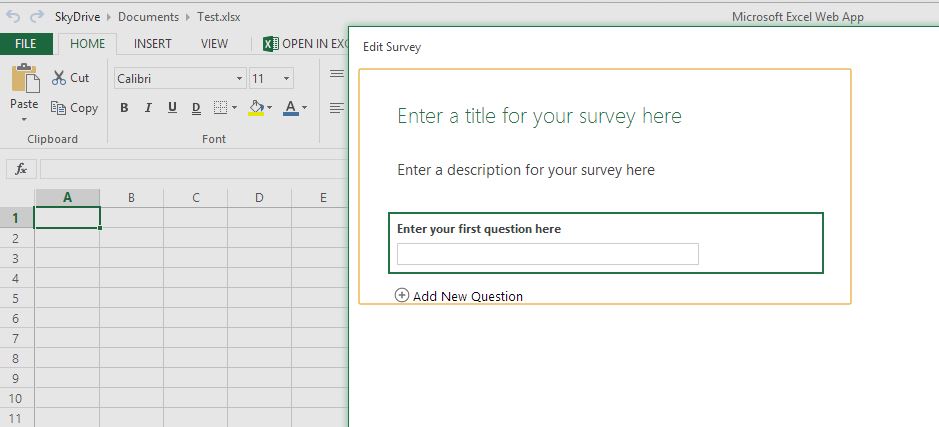 SkyDrive Documents Test.xlsx Microsoft Excel Web App
FILE HOME INSERT VIEW OPEN IN EXC
Edit Survey
Cut
Calibri 11
Paste
Copy
B I U D A
Clipboard Font
fx
A B C D E
1
2
3
4
5
6
7
8
9
10
11
Enter a title for your survey here
Enter a description for your survey here
Enter your first question here
Add New Question